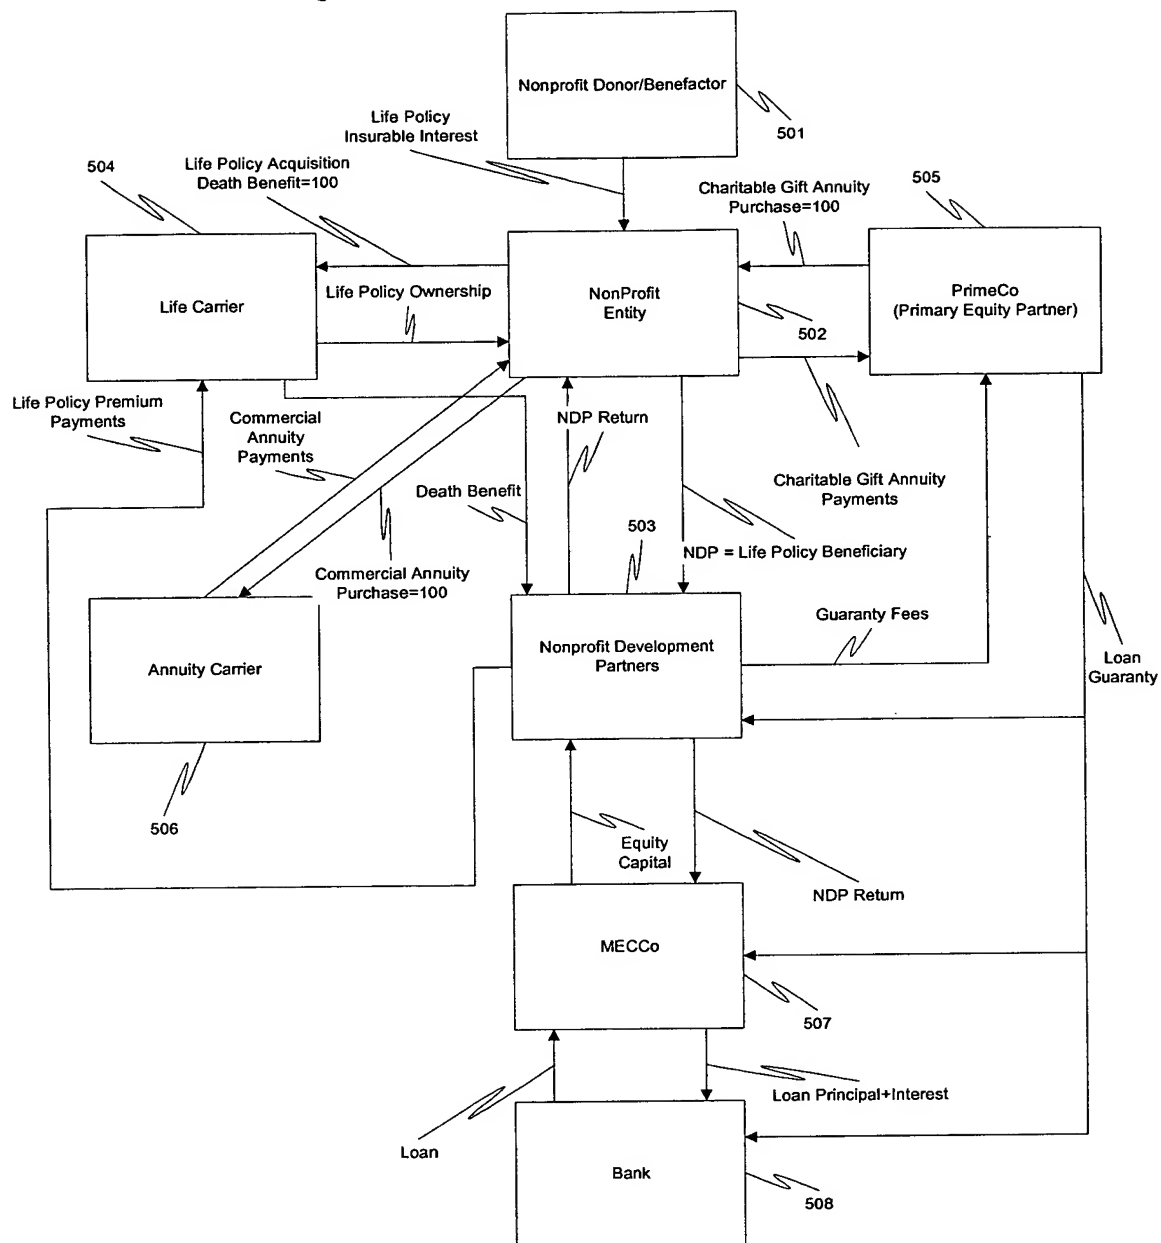 Nonprofit Donor/Benefactor
501
Life Policy
Insurable Interest
504
Life Policy Acquisition
Death Benefit=100
Charitable Gift Annuity
Purchase=100
505
Life Carrier
Life Policy Ownership
NonProfit
Entity
502
PrimeCo
(Primary Equity Partner)
Life Policy Premium
Payments
Commercial
Annuity
Payments
NDP Return
Charitable Gift Annuity
Payments
Death Benefit
503
NDP = Life Policy Beneficiary
Commercial Annuity
Purchase=100
Guaranty Fees
Annuity Carrier
Nonprofit Development
Partners
Loan
Guaranty
506
Equity
Capital
NDP Return
MECCo
507
Loan Principal+Interest
Loan
Bank
508